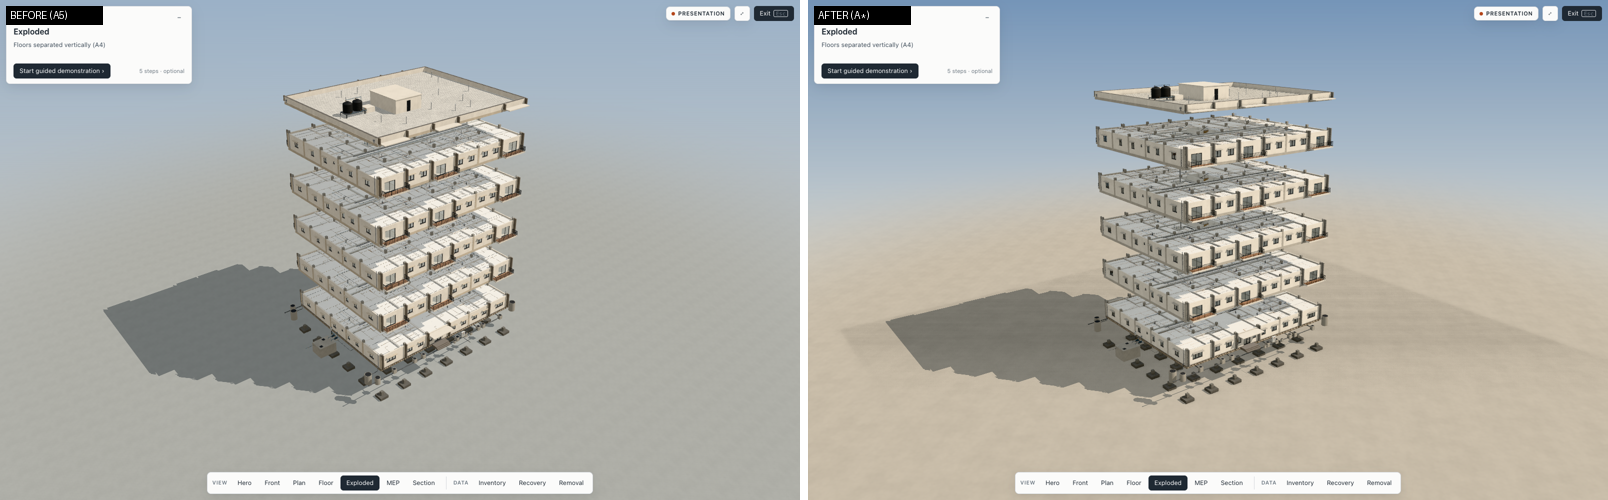 BEFORE (A5)
Exploded
Floors separated vertically (A4)
Start guided demonstration ›
5 steps · optional
PRESENTATION
Exit Esc
VIEW Hero Front Plan Floor Exploded MEP Section DATA Inventory Recovery Removal
AFTER (A*)
Exploded
Floors separated vertically (A4)
Start guided demonstration ›
5 steps · optional
PRESENTATION
Exit Esc
VIEW Hero Front Plan Floor Exploded MEP Section DATA Inventory Recovery Removal